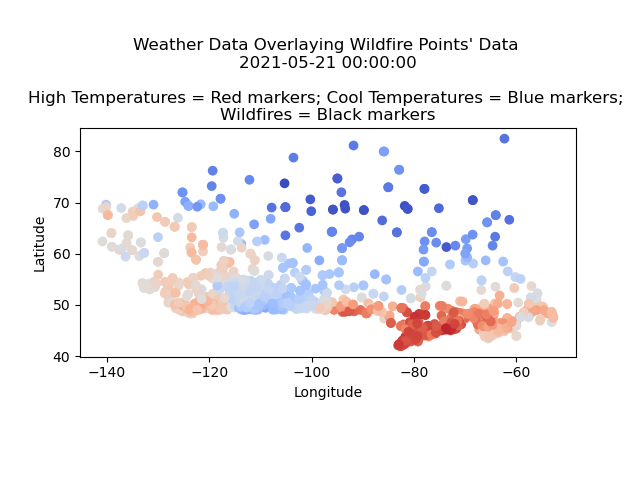 Weather Data Overlaying Wildfire Points' Data
2021-05-21 00:00:00
High Temperatures = Red markers; Cool Temperatures = Blue markers;
Wildfires = Black markers
80
70
60
50
40
Latitude
−140
−120
−100
−80
−60
Longitude